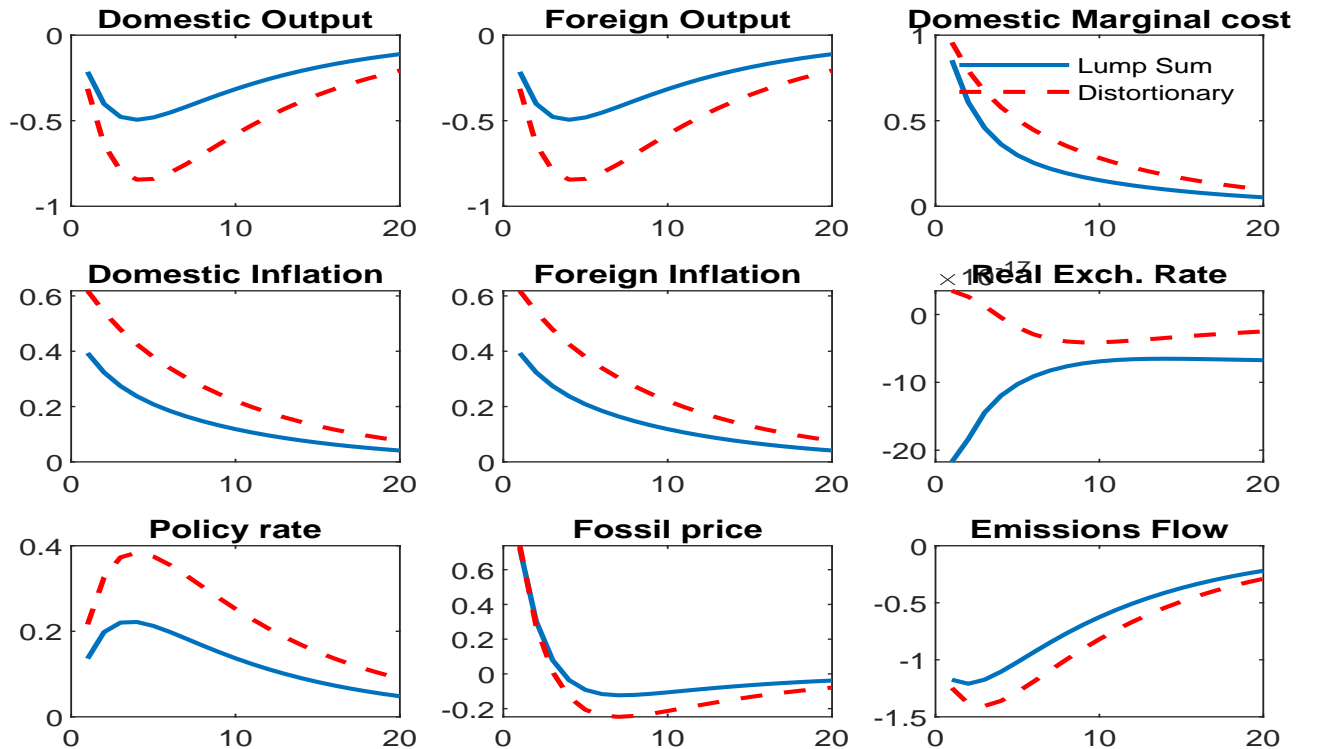 Domestic Output
0
-0.5
-1
0 10 20
Foreign Output
0
-0.5
-1
0 10 20
Domestic Marginal cost
1
0.5
0
0 10 20
Lump Sum
Distortionary
Domestic Inflation
0.6
0.4
0.2
0
0 10 20
Foreign Inflation
0.6
0.4
0.2
0
0 10 20
Real Exch. Rate
× 10-17
0
-10
-20
0 10 20
Policy rate
0.4
0.2
0
0 10 20
Fossil price
0.6
0.4
0.2
0
-0.2
0 10 20
Emissions Flow
0
-0.5
-1
-1.5
0 10 20